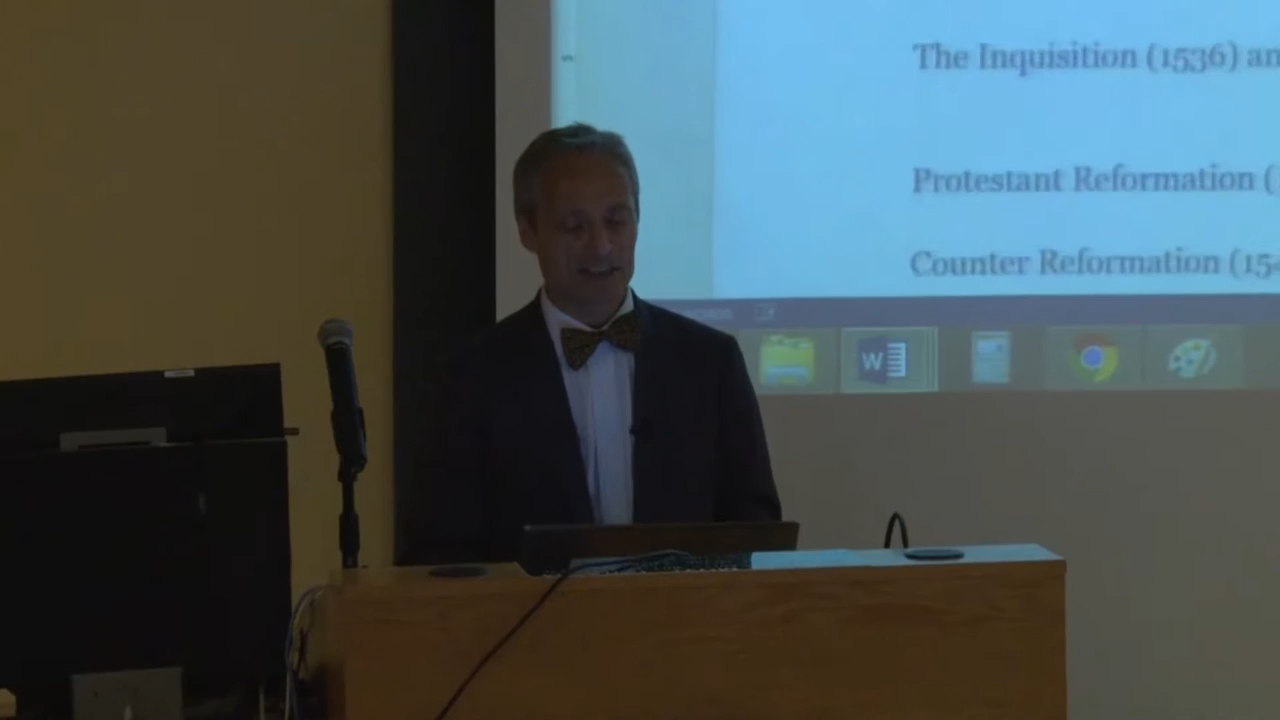 The Inquisition (1536) an
Protestant Reformation (
Counter Reformation (15
W